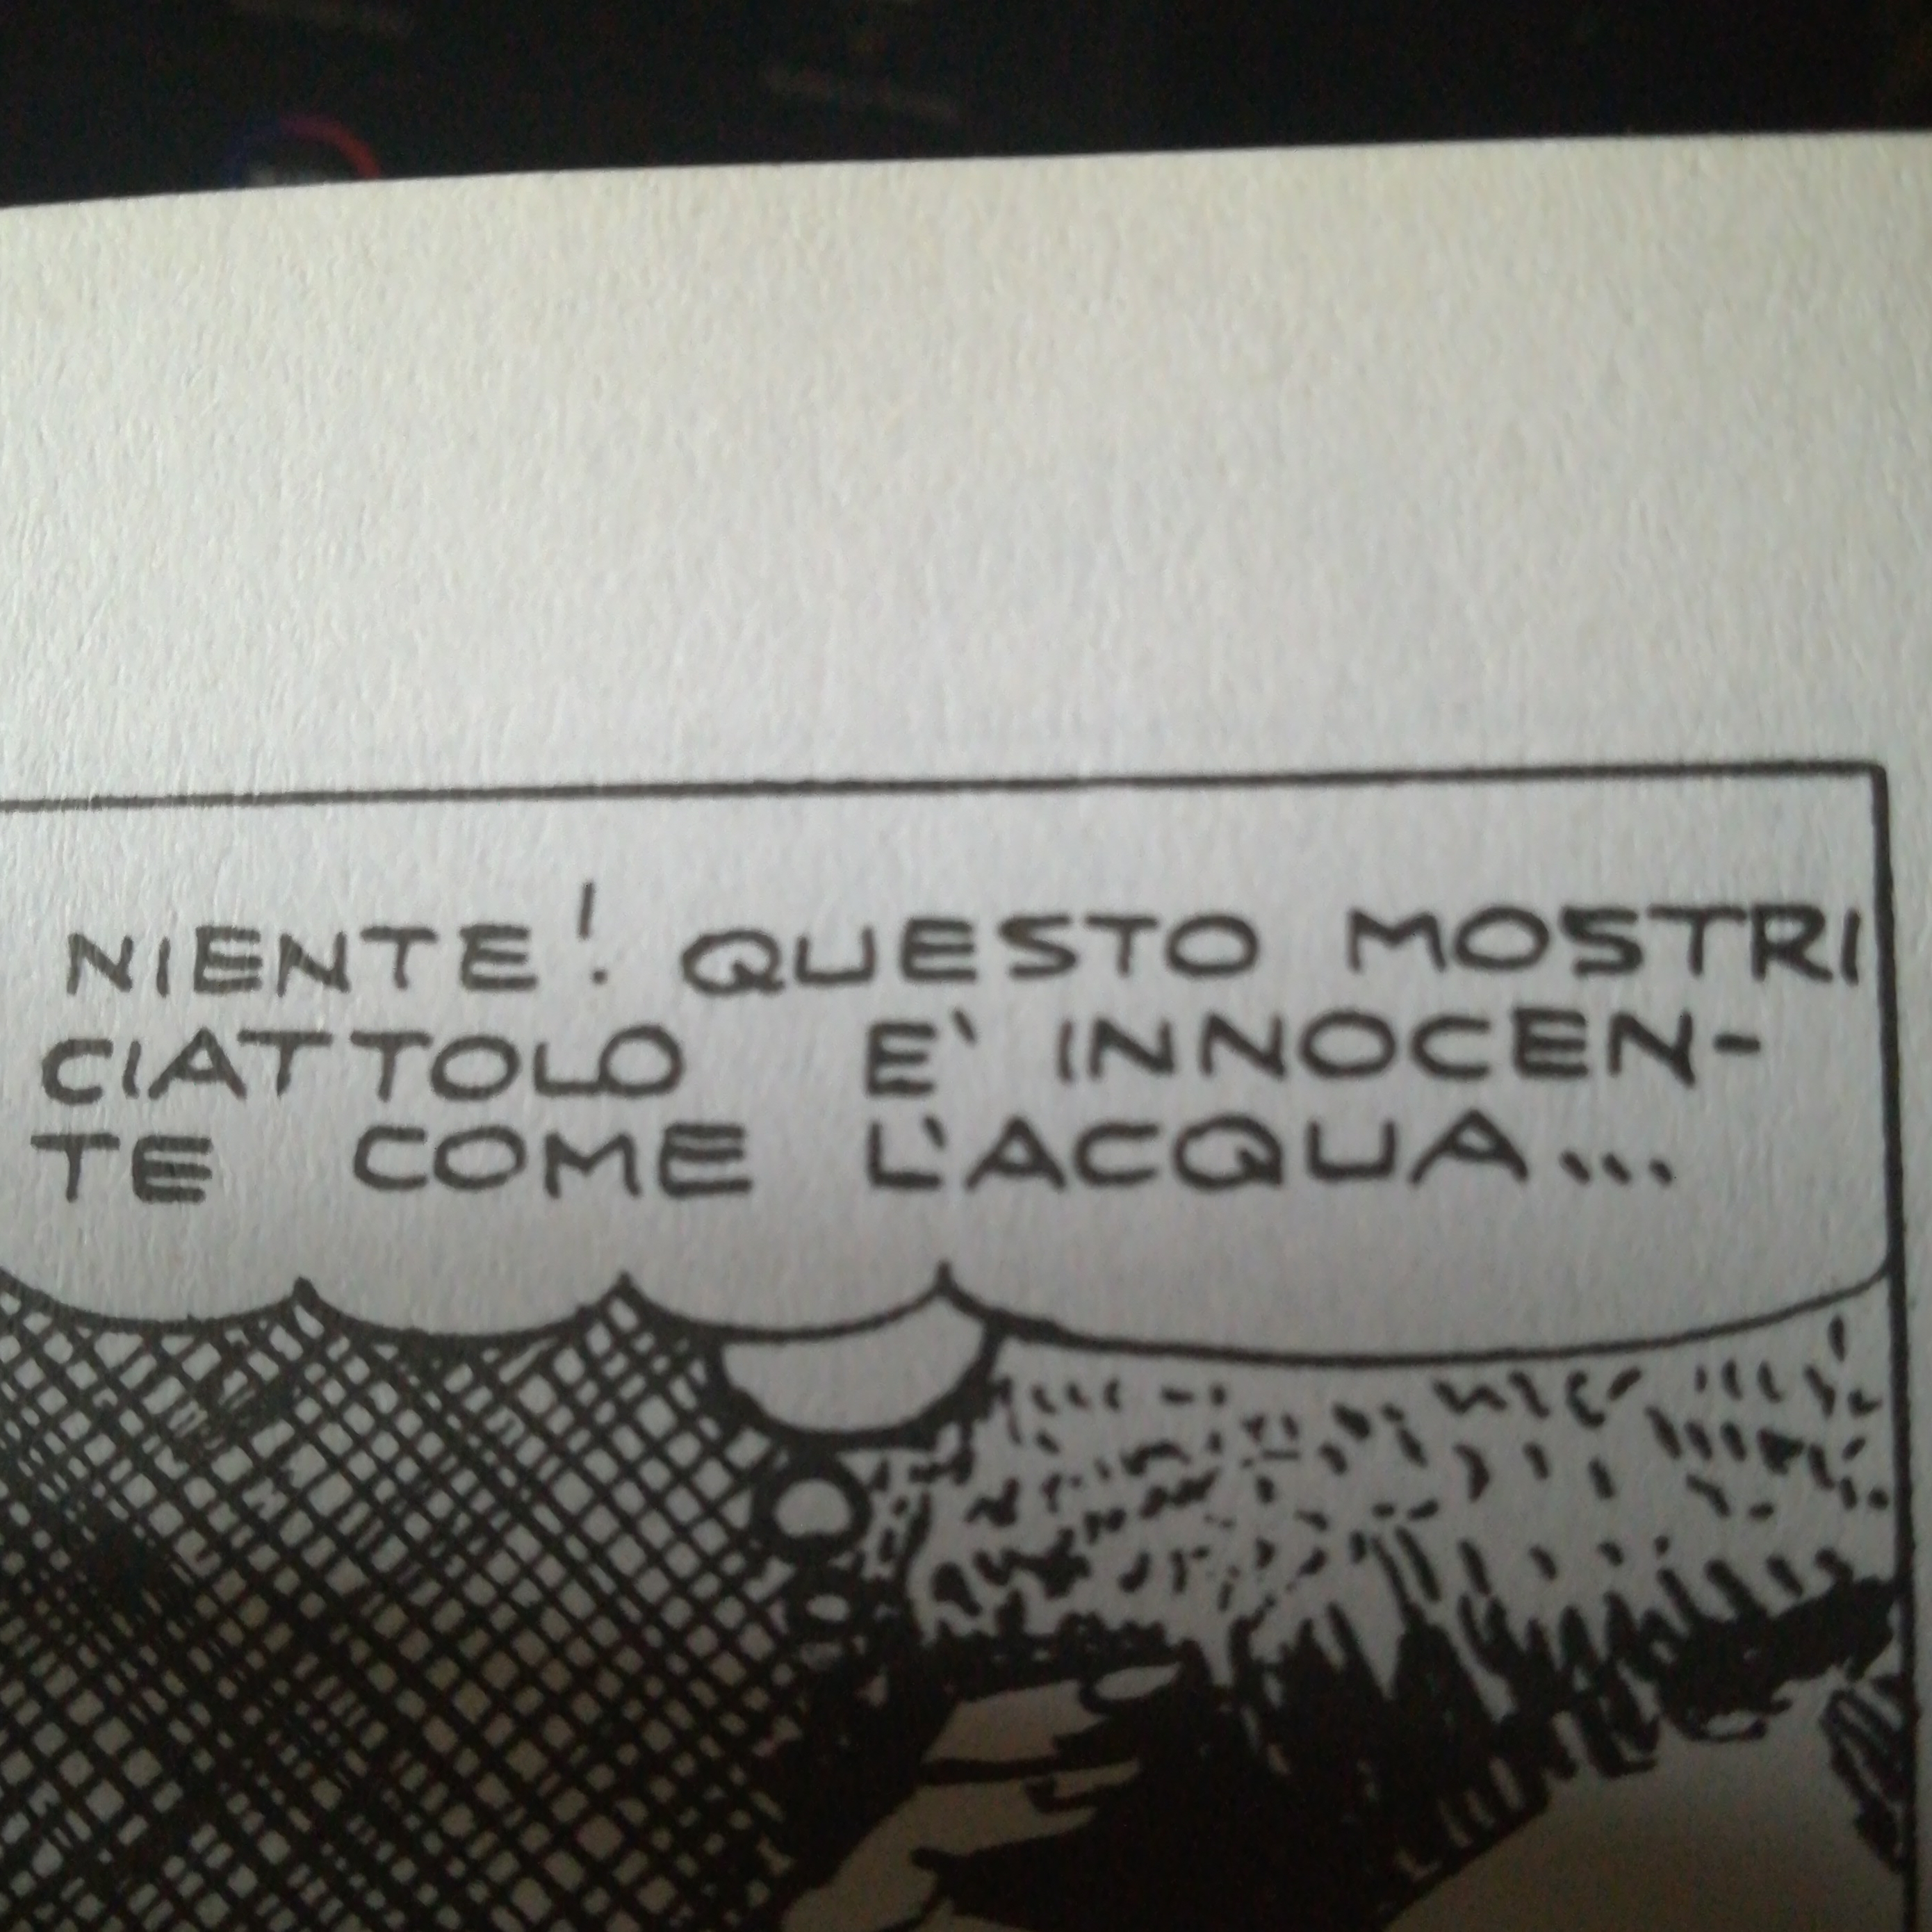 NIENTE! QUESTO MOSTRI
CIATTOLO E' INNOCEN-
TE COME L'ACQUA...